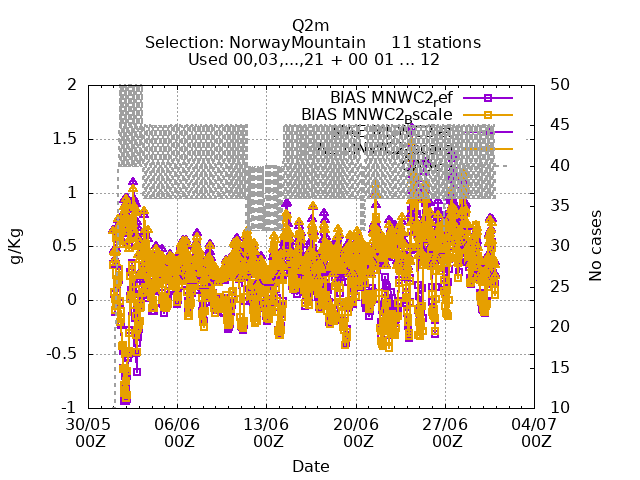 Q2m
Selection: NorwayMountain 11 stations
Used 00,03,...,21 + 00 01 ... 12
2
1.5
1
0.5
0
-0.5
-1
g/Kg
50
45
40
35
30
25
20
15
10
No cases
BIAS MNWC2_ref
BIAS MNWC2_Bscale
30/05 06/06 13/06 20/06 27/06 04/07
00Z 00Z 00Z 00Z 00Z 00Z
Date